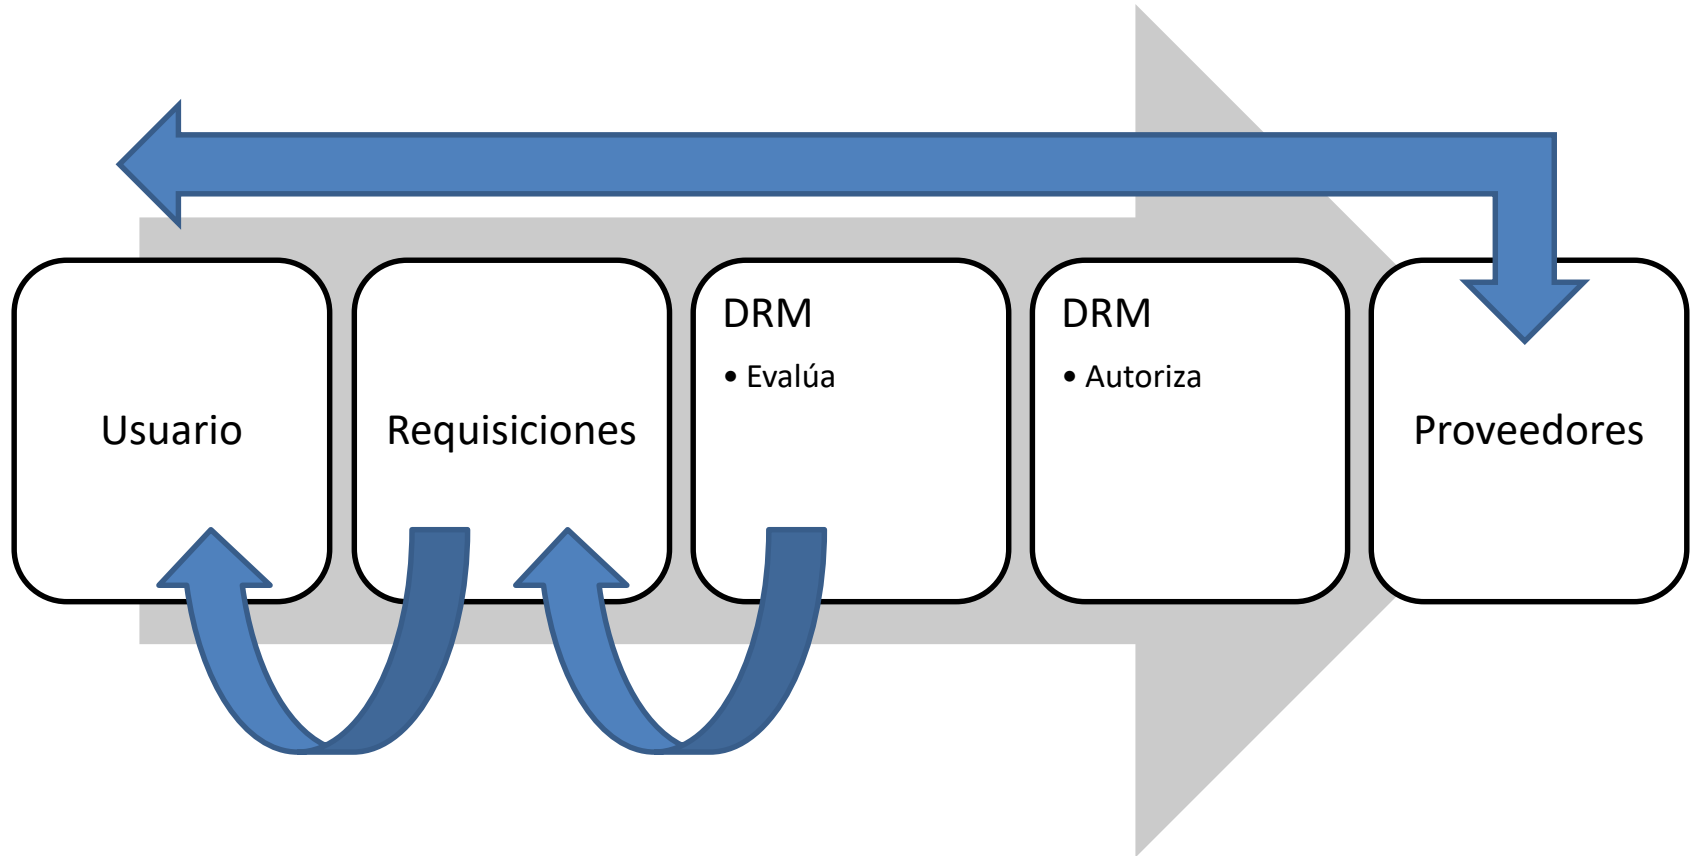 Usuario
Requisiciones
DRM
• Evalúa
DRM
• Autoriza
Proveedores